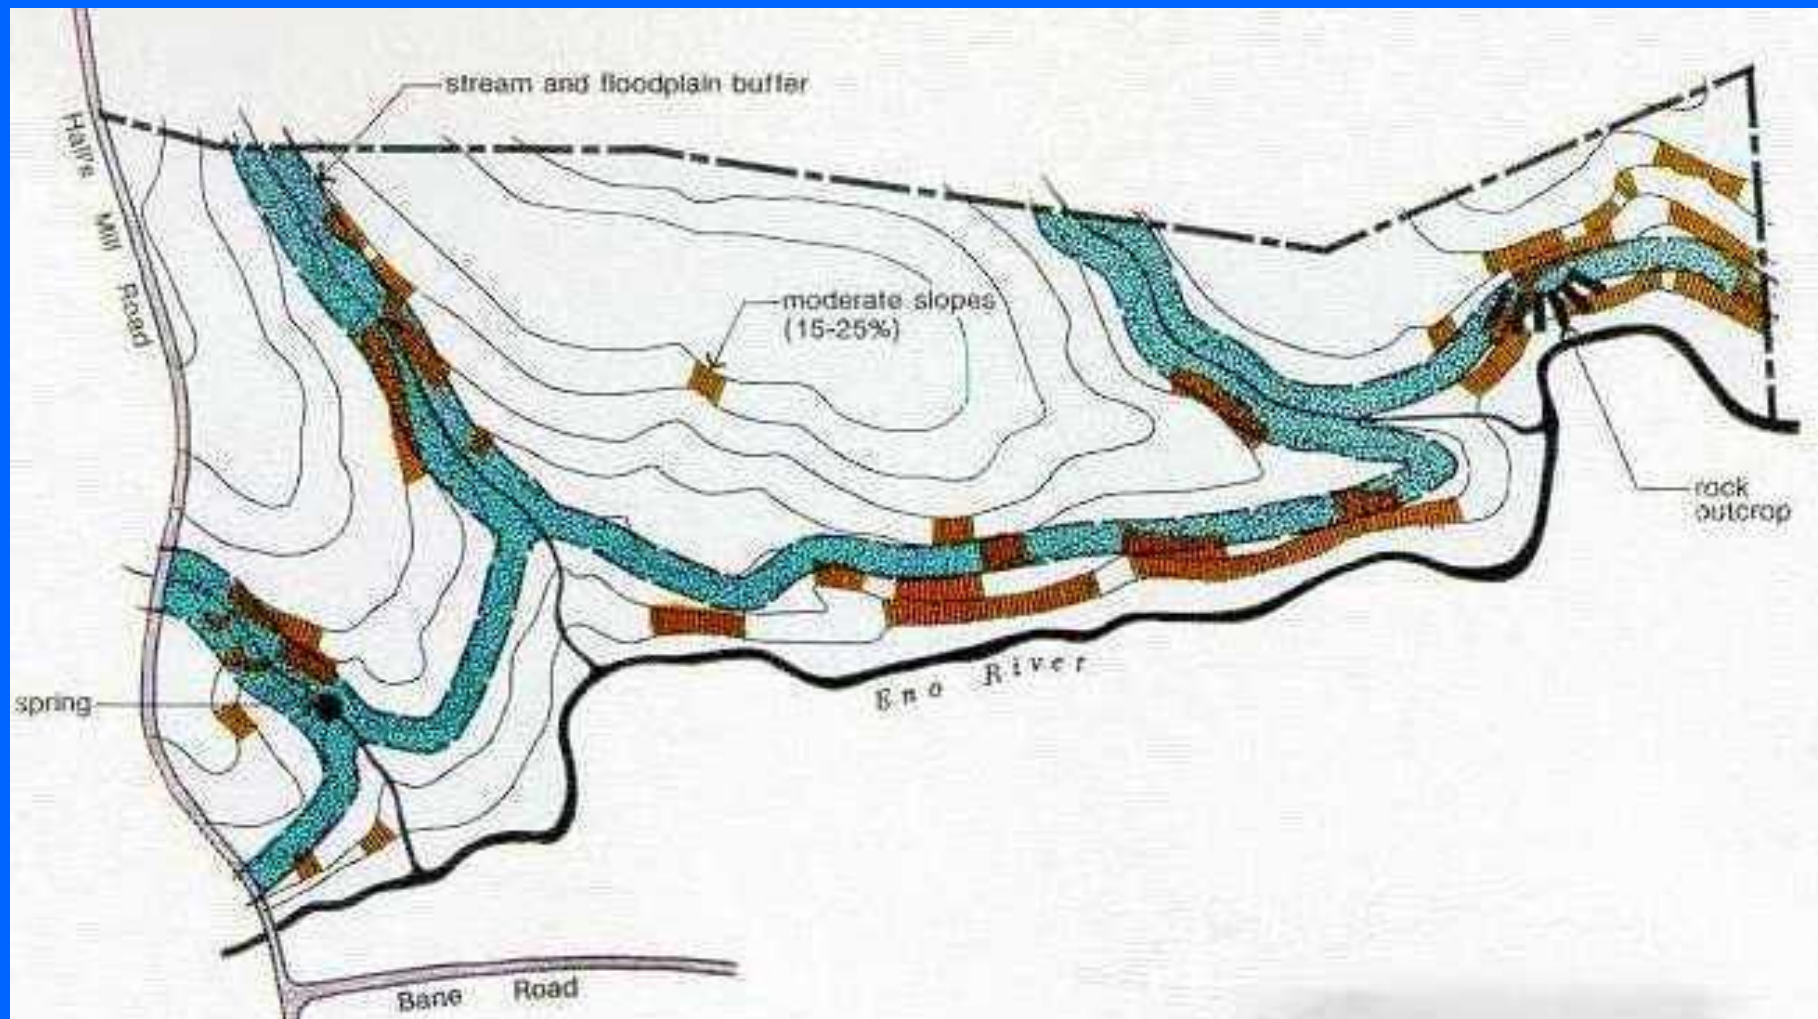 stream and floodplain buffer
Hall's Mill Road
moderate slopes
(15-25%)
rock
outcrop
Eno River
spring
Bane Road